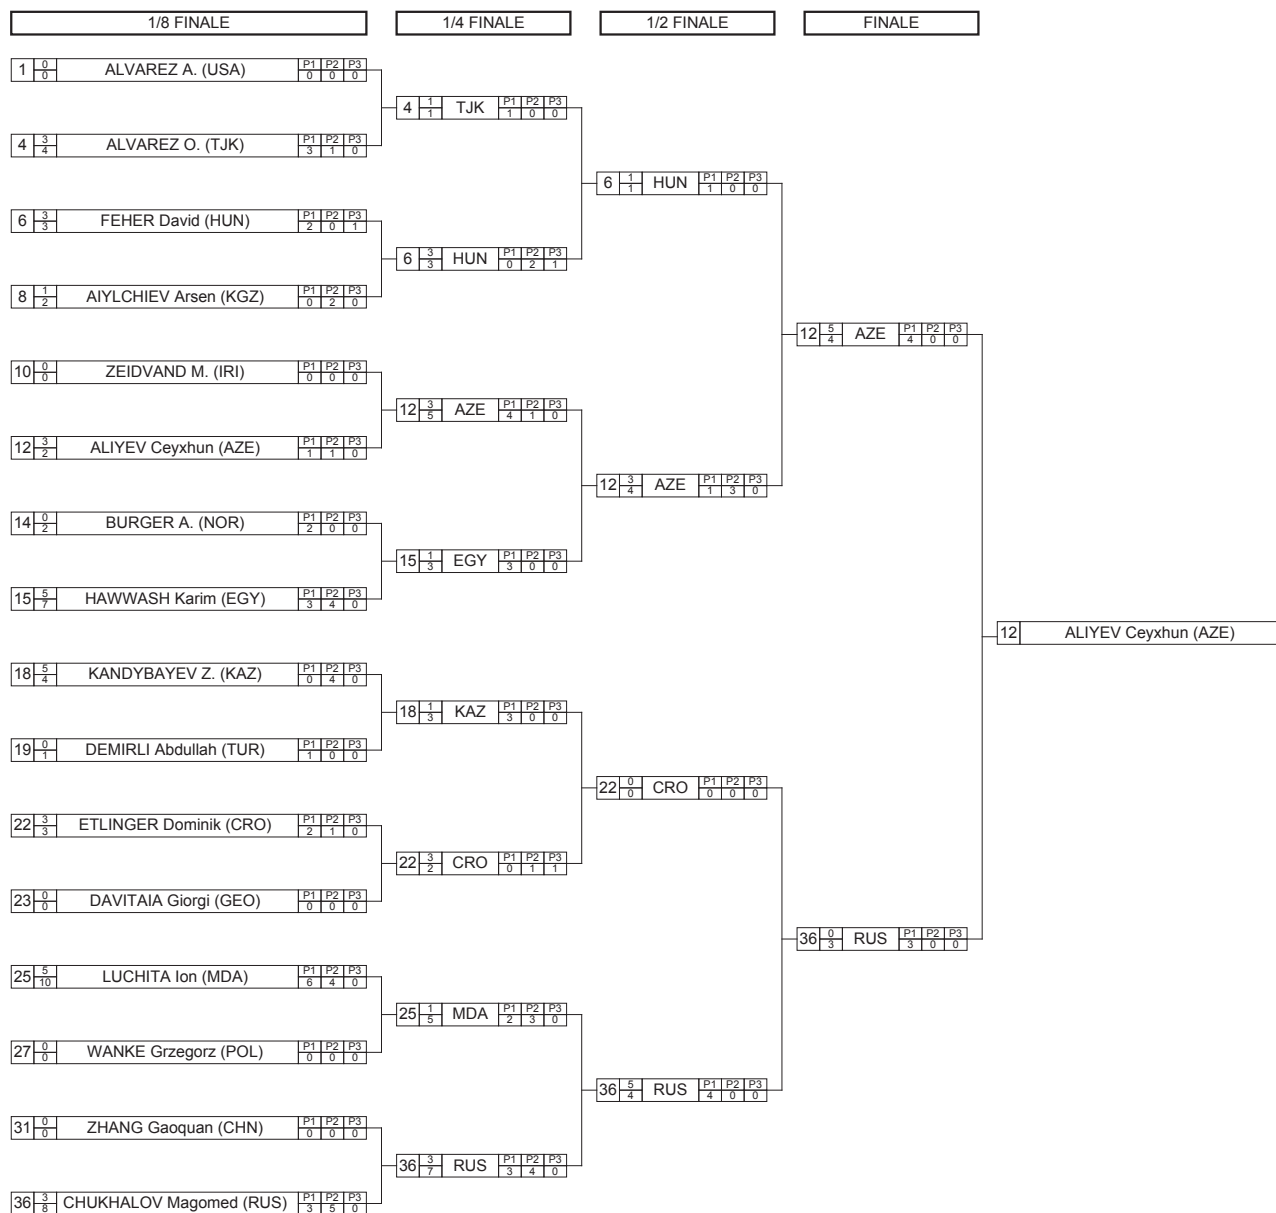 1/8 FINALE 1/4 FINALE 1/2 FINALE FINALE
1 0 ALVAREZ A. (USA) P1 P2 P3
0 0 0 0
4 1 TJK P1 P2 P3
1 1 0 0
4 3 ALVAREZ O. (TJK) P1 P2 P3
4 3 1 0
6 1 HUN P1 P2 P3
1 1 0 0
6 3 FEHER David (HUN) P1 P2 P3
3 2 0 1
6 3 HUN P1 P2 P3
3 0 2 1
8 1 AIYLCHIEV Arsen (KGZ) P1 P2 P3
2 0 2 0
12 5 AZE P1 P2 P3
4 4 0 0
10 0 ZEIDVAND M. (IRI) P1 P2 P3
0 0 0 0
12 3 AZE P1 P2 P3
5 4 1 0
12 3 ALIYEV Ceyxhun (AZE) P1 P2 P3
2 1 1 0
12 3 AZE P1 P2 P3
4 1 3 0
14 0 BURGER A. (NOR) P1 P2 P3
2 2 0 0
15 1 EGY P1 P2 P3
3 3 0 0
15 5 HAWWASH Karim (EGY) P1 P2 P3
7 3 4 0
12 ALIYEV Ceyxhun (AZE)
18 5 KANDYBAYEV Z. (KAZ) P1 P2 P3
4 0 4 0
18 1 KAZ P1 P2 P3
3 3 0 0
19 0 DEMIRLI Abdullah (TUR) P1 P2 P3
1 1 0 0
22 0 CRO P1 P2 P3
0 0 0 0
22 3 ETLINGER Dominik (CRO) P1 P2 P3
3 2 1 0
22 3 CRO P1 P2 P3
2 0 1 1
23 0 DAVITAIA Giorgi (GEO) P1 P2 P3
0 0 0 0
36 0 RUS P1 P2 P3
3 3 0 0
25 5 LUCHITA Ion (MDA) P1 P2 P3
10 6 4 0
25 1 MDA P1 P2 P3
5 2 3 0
27 0 WANKE Grzegorz (POL) P1 P2 P3
0 0 0 0
36 5 RUS P1 P2 P3
4 4 0 0
31 0 ZHANG Gaoquan (CHN) P1 P2 P3
0 0 0 0
36 3 RUS P1 P2 P3
7 3 4 0
36 3 CHUKHALOV Magomed (RUS) P1 P2 P3
8 3 5 0